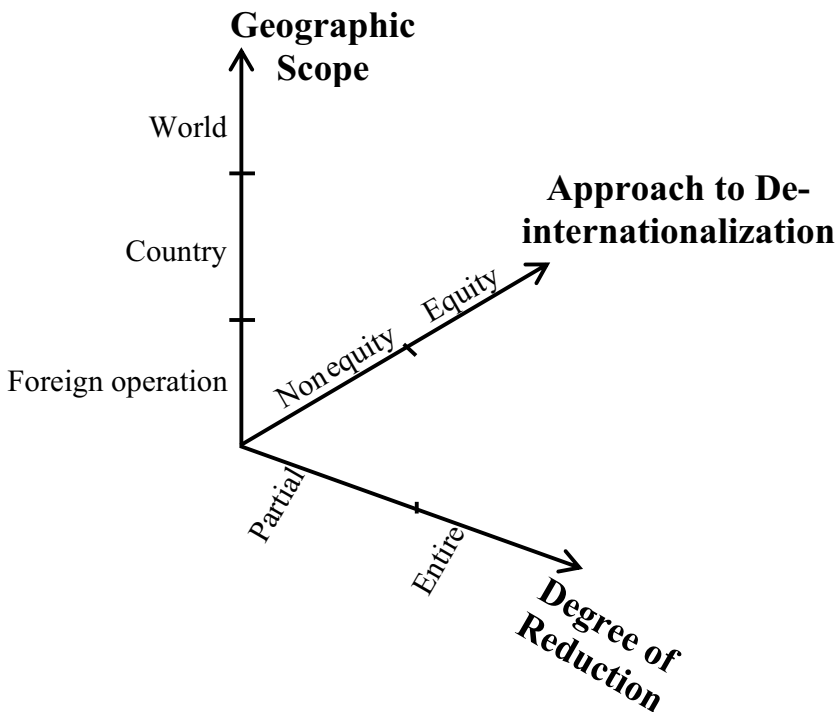 Geographic
Scope
World
Country
Foreign operation
Approach to De-
internationalization
Equity
Nonequity
Partial
Entire
Degree of
Reduction